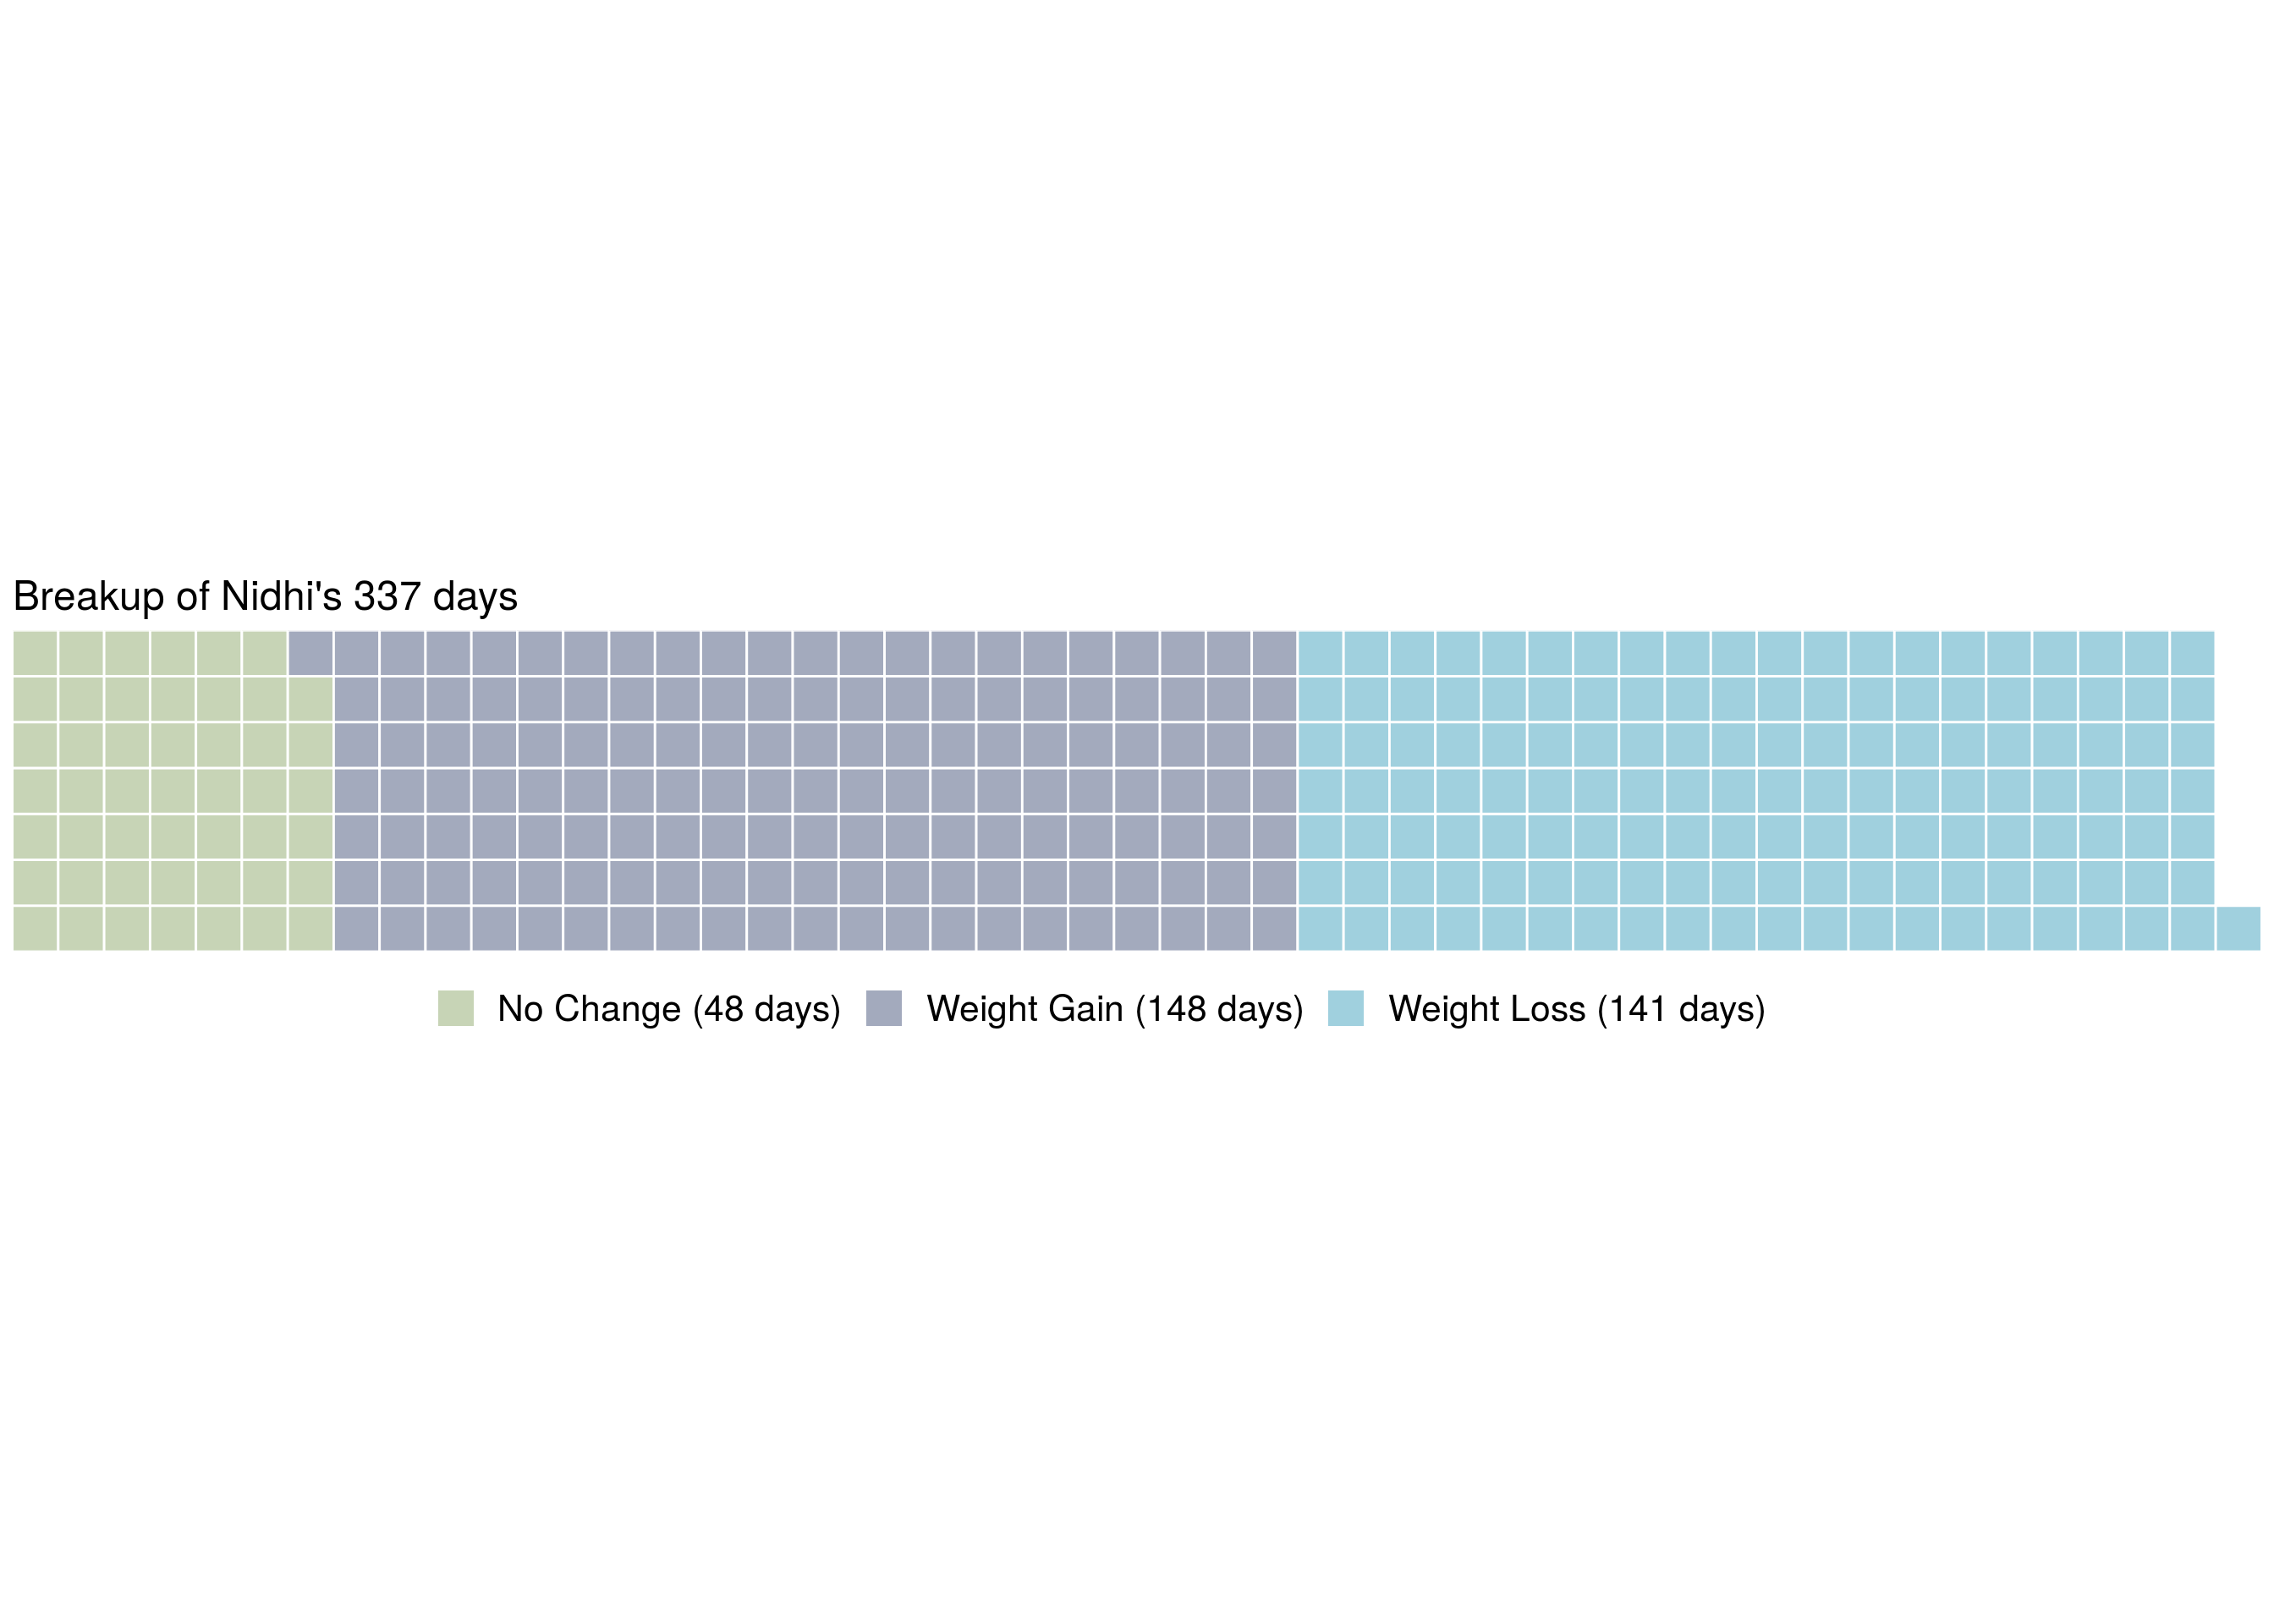 Breakup of Nidhi's 337 days
No Change (48 days) Weight Gain (148 days) Weight Loss (141 days)